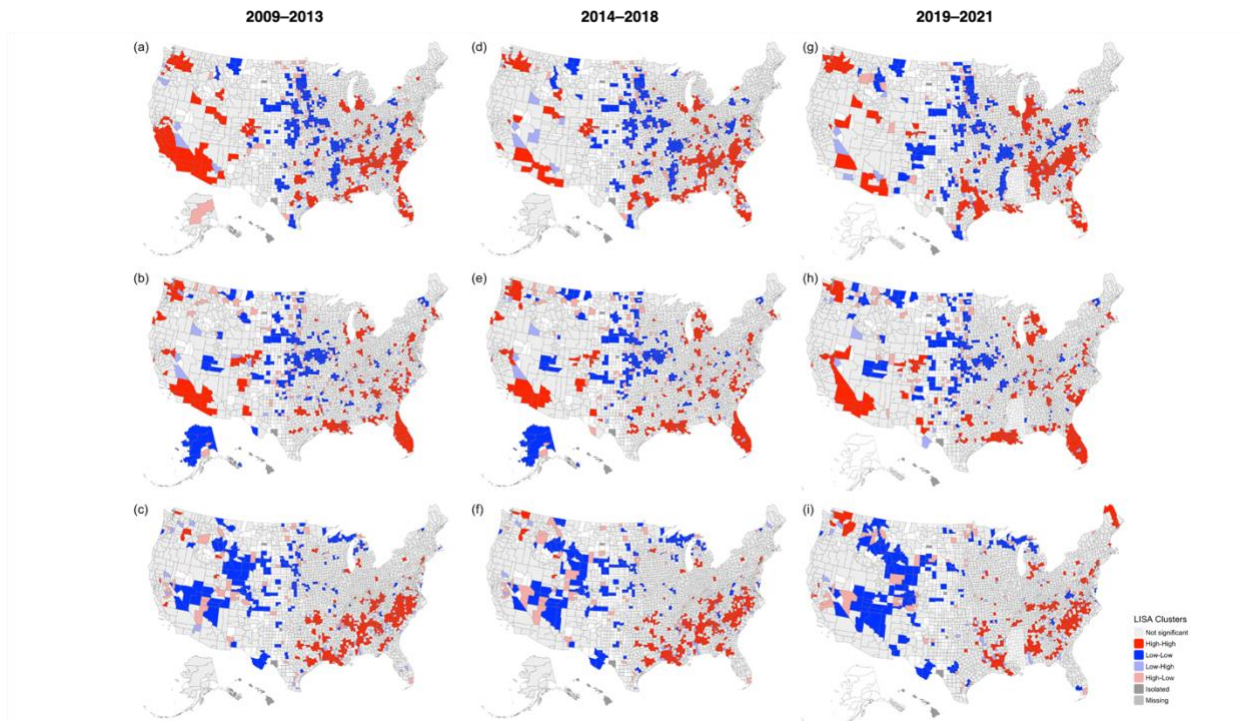 2009–2013
2014–2018
2019–2021
(a)
(d)
(g)
(b)
(e)
(h)
(c)
(f)
(i)
LISA Clusters
Not significant
High-High
Low-Low
Low-High
High-Low
Isolated
Missing